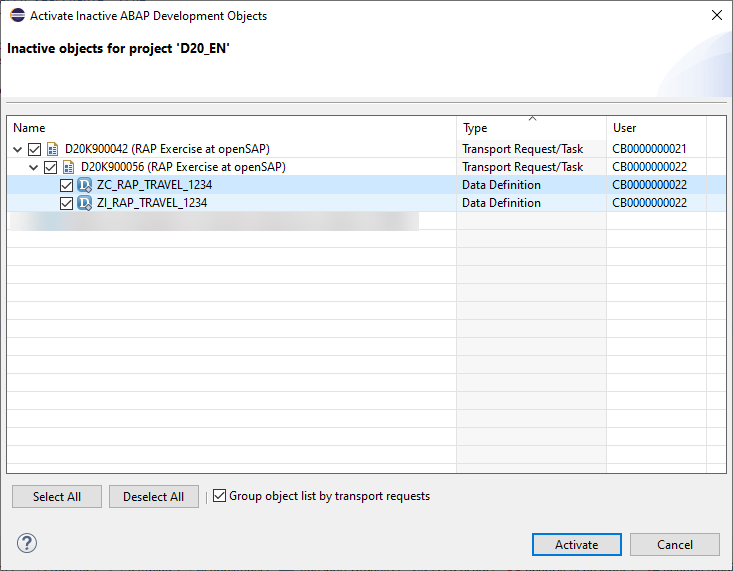 Activate Inactive ABAP Development Objects
Inactive objects for project 'D20_EN'
Name Type User
D20K900042 (RAP Exercise at openSAP) Transport Request/Task CB0000000021
D20K900056 (RAP Exercise at openSAP) Transport Request/Task CB0000000022
ZC_RAP_TRAVEL_1234 Data Definition CB0000000022
ZI_RAP_TRAVEL_1234 Data Definition CB0000000022
Select All Deselect All Group object list by transport requests
Activate Cancel